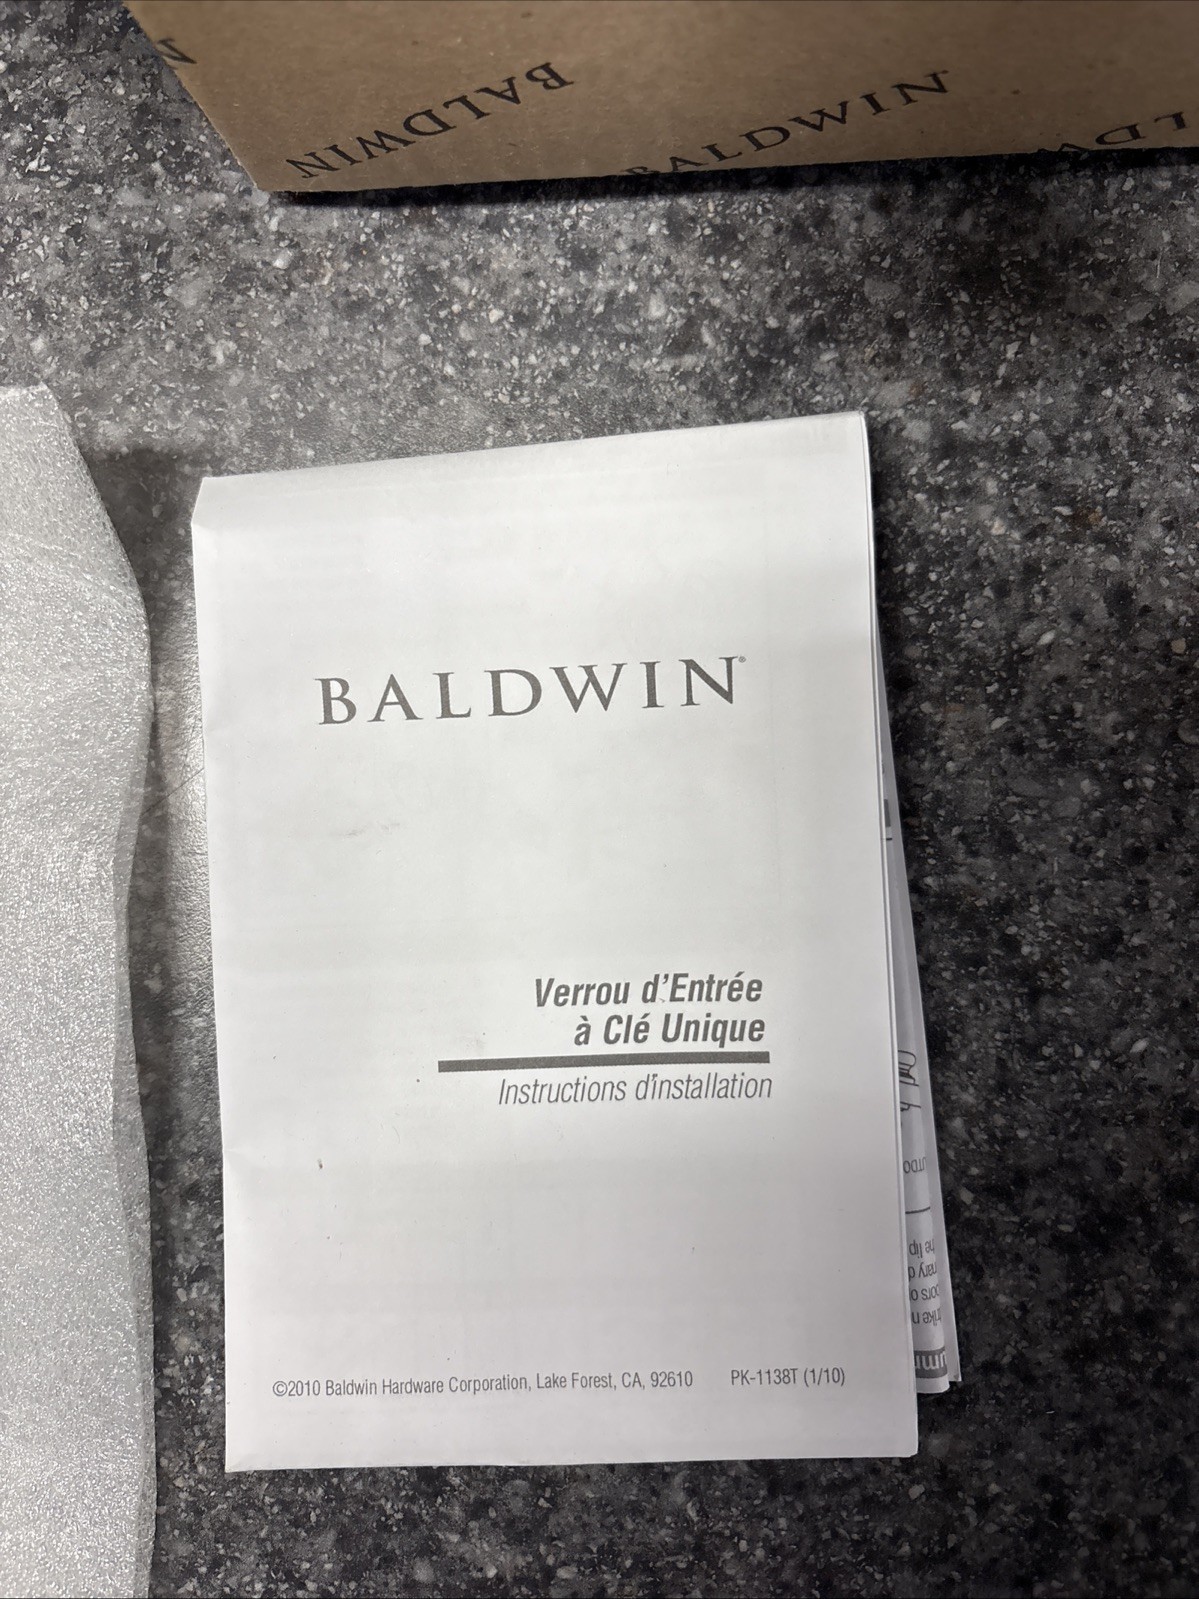 BALDWIN
BALDWIN
BALDWIN®
Verrou d'Entrée
à Clé Unique
Instructions d'installation
©2010 Baldwin Hardware Corporation, Lake Forest, CA, 92610 PK-1138T (1/10)